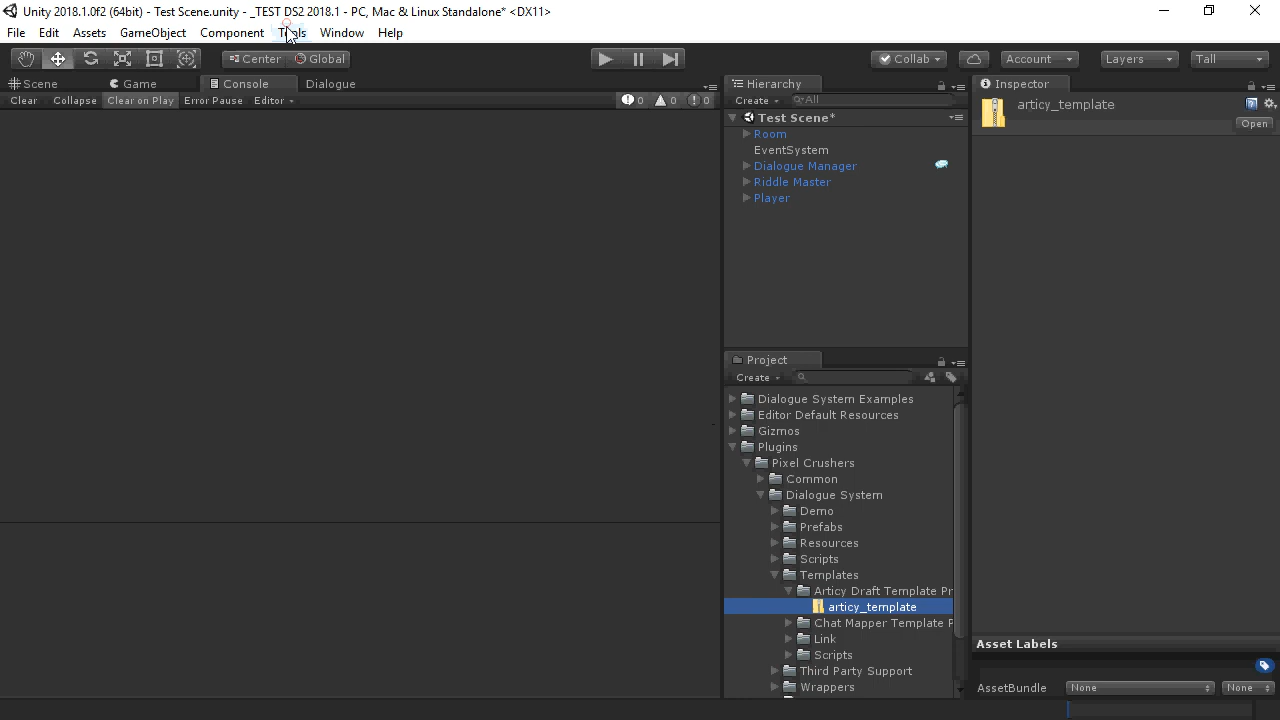 Unity 2018.1.0f2 (64bit) - Test Scene.unity - _TEST DS2 2018.1 - PC, Mac & Linux Standalone* <DX11>
File Edit Assets GameObject Component Tools Window Help
Center Global Collab Account Layers Tall
Scene Game Console Dialogue
Clear Collapse Clear on Play Error Pause Editor 0 0 0
Hierarchy
Create All
Test Scene*
Room
EventSystem
Dialogue Manager
Riddle Master
Player
Project
Create
Dialogue System Examples
Editor Default Resources
Gizmos
Plugins
Pixel Crushers
Common
Dialogue System
Demo
Prefabs
Resources
Scripts
Templates
Articy Draft Template Pr
articy_template
Chat Mapper Template P
Link
Scripts
Third Party Support
Wrappers
Inspector
articy_template
Open
Asset Labels
AssetBundle None None